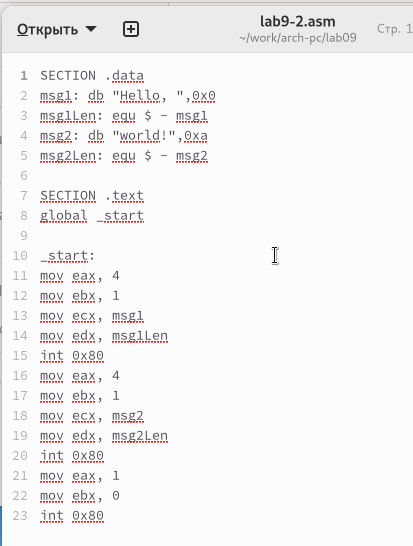 Открыть
lab9-2.asm
~/work/arch-pc/lab09
Стр. 1
1 SECTION .data
2 msg1: db "Hello, ",0x0
3 msg1Len: equ $ - msg1
4 msg2: db "world!",0xa
5 msg2Len: equ $ - msg2
6
7 SECTION .text
8 global _start
9
10 _start:
11 mov eax, 4
12 mov ebx, 1
13 mov ecx, msg1
14 mov edx, msg1Len
15 int 0x80
16 mov eax, 4
17 mov ebx, 1
18 mov ecx, msg2
19 mov edx, msg2Len
20 int 0x80
21 mov eax, 1
22 mov ebx, 0
23 int 0x80